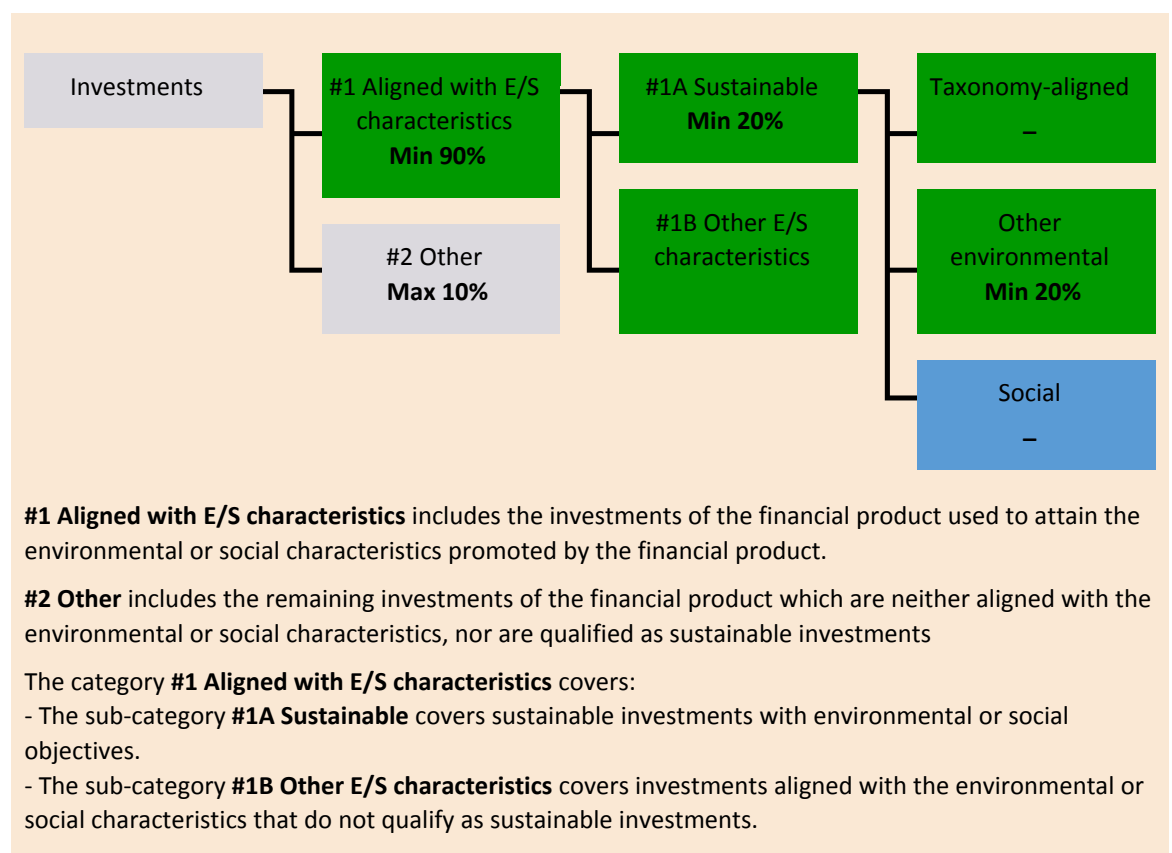 Investments
#1 Aligned with E/S
characteristics
Min 90%
#2 Other
Max 10%
#1A Sustainable
Min 20%
#1B Other E/S
characteristics
Taxonomy-aligned
–
Other
environmental
Min 20%
Social
–
#1 Aligned with E/S characteristics includes the investments of the financial product used to attain the
environmental or social characteristics promoted by the financial product.
#2 Other includes the remaining investments of the financial product which are neither aligned with the
environmental or social characteristics, nor are qualified as sustainable investments
The category #1 Aligned with E/S characteristics covers:
- The sub-category #1A Sustainable covers sustainable investments with environmental or social
objectives.
- The sub-category #1B Other E/S characteristics covers investments aligned with the environmental or
social characteristics that do not qualify as sustainable investments.